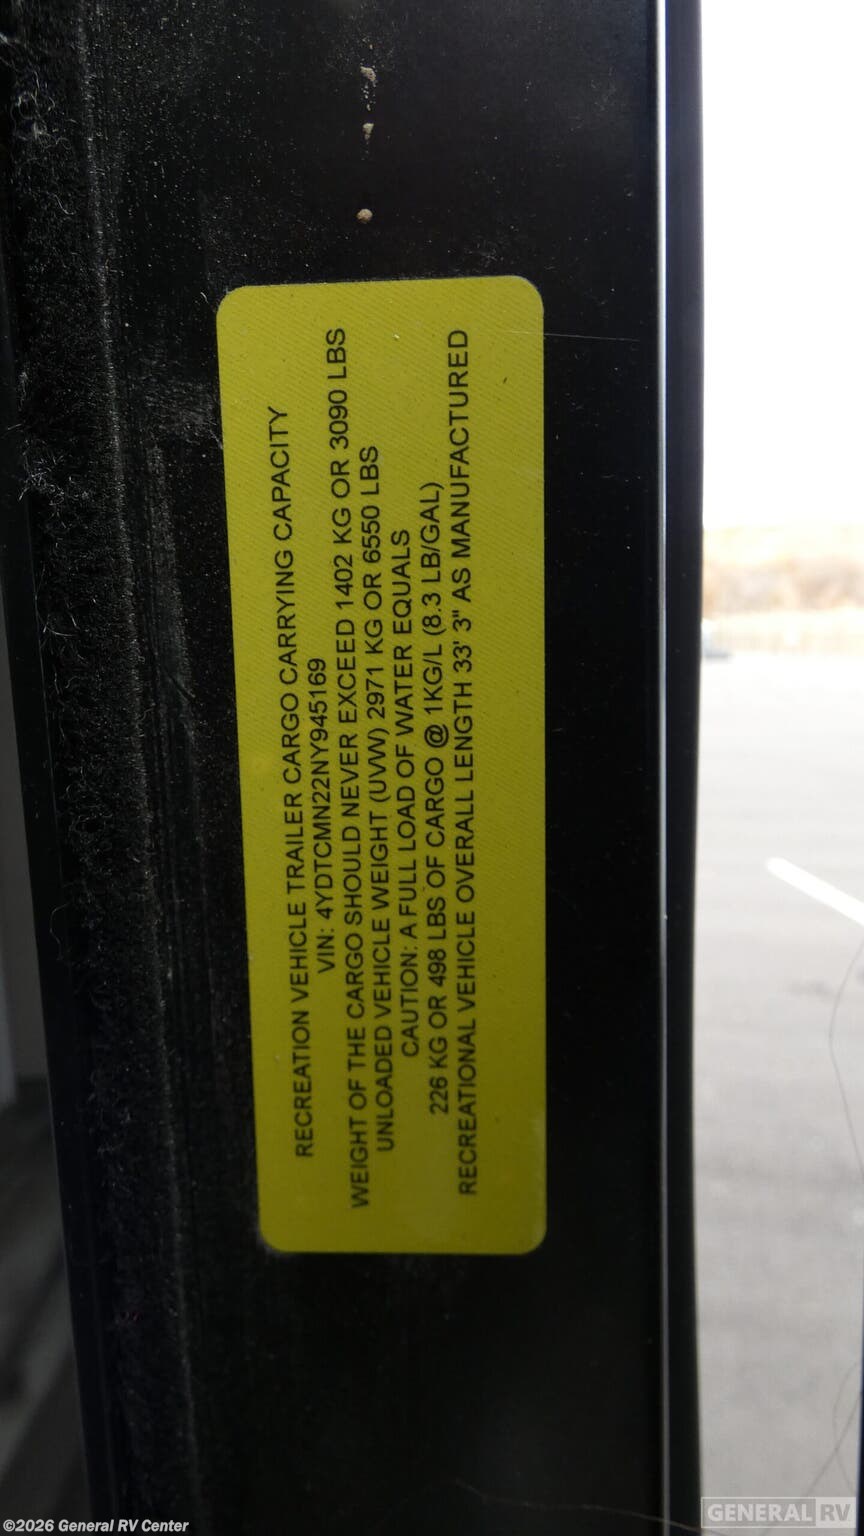 RECREATION VEHICLE TRAILER CARGO CARRYING CAPACITY
VIN: 4YDTCMN22NY945169
WEIGHT OF THE CARGO SHOULD NEVER EXCEED 1402 KG OR 3090 LBS
UNLOADED VEHICLE WEIGHT (UVW) 2971 KG OR 6550 LBS
CAUTION: A FULL LOAD OF WATER EQUALS
226 KG OR 498 LBS OF CARGO @ 1KG/L (8.3 LB/GAL)
RECREATIONAL VEHICLE OVERALL LENGTH 33' 3" AS MANUFACTURED
©2026 General RV Center
GENERAL RV